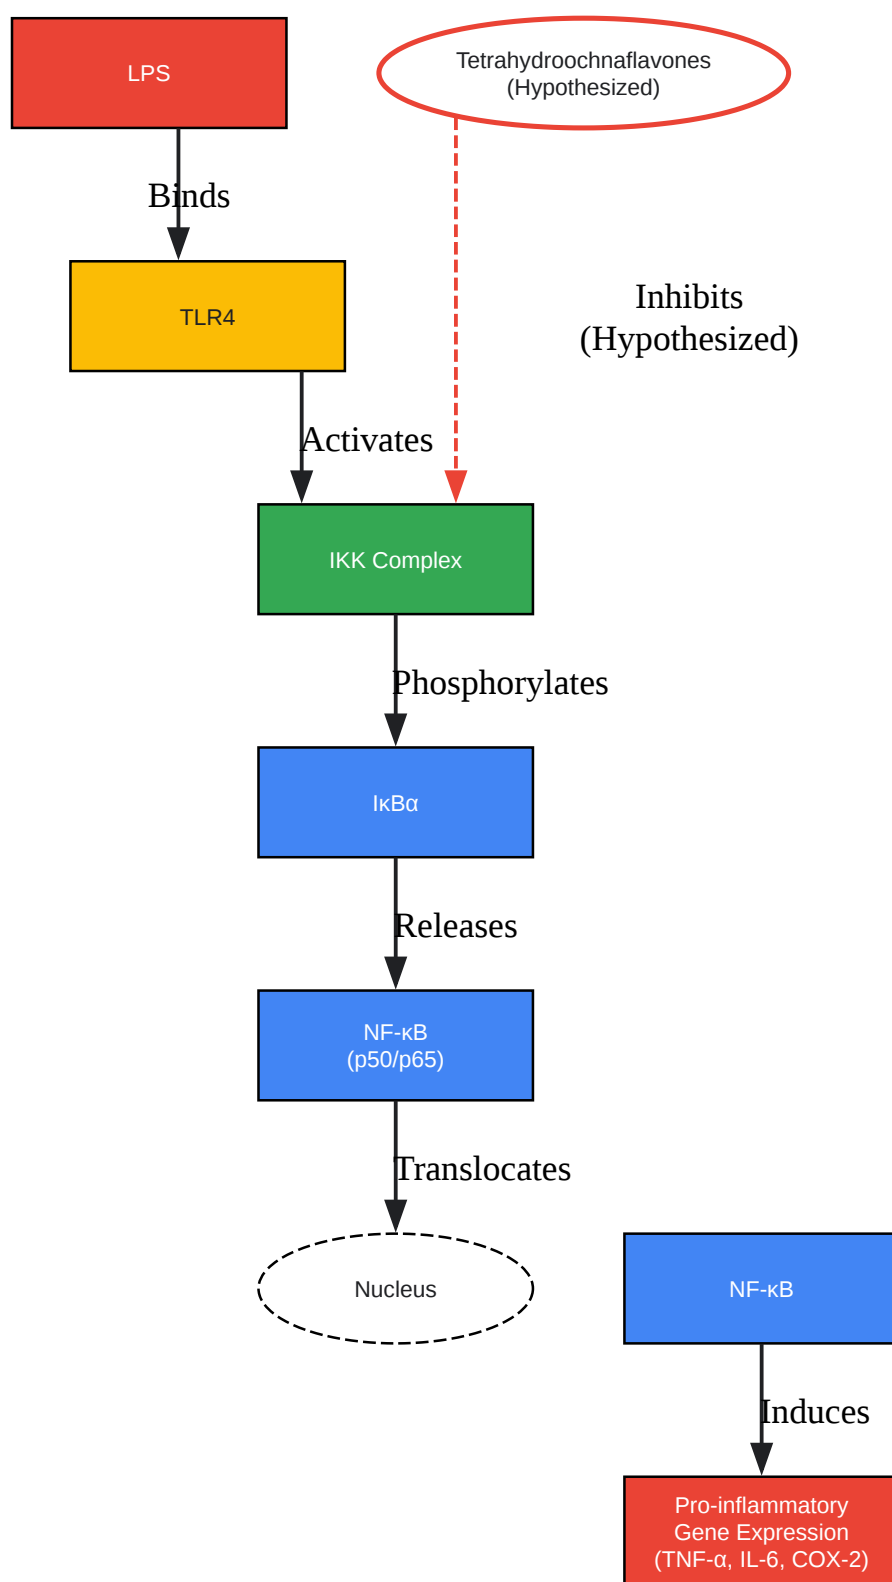 LPS
Tetrahydroochnaflavones
(Hypothesized)
Binds
TLR4
Inhibits
(Hypothesized)
Activates
IKK Complex
Phosphorylates
IκBα
Releases
NF-κB
(p50/p65)
Translocates
Nucleus
NF-κB
Induces
Pro-inflammatory
Gene Expression
(TNF-α, IL-6, COX-2)